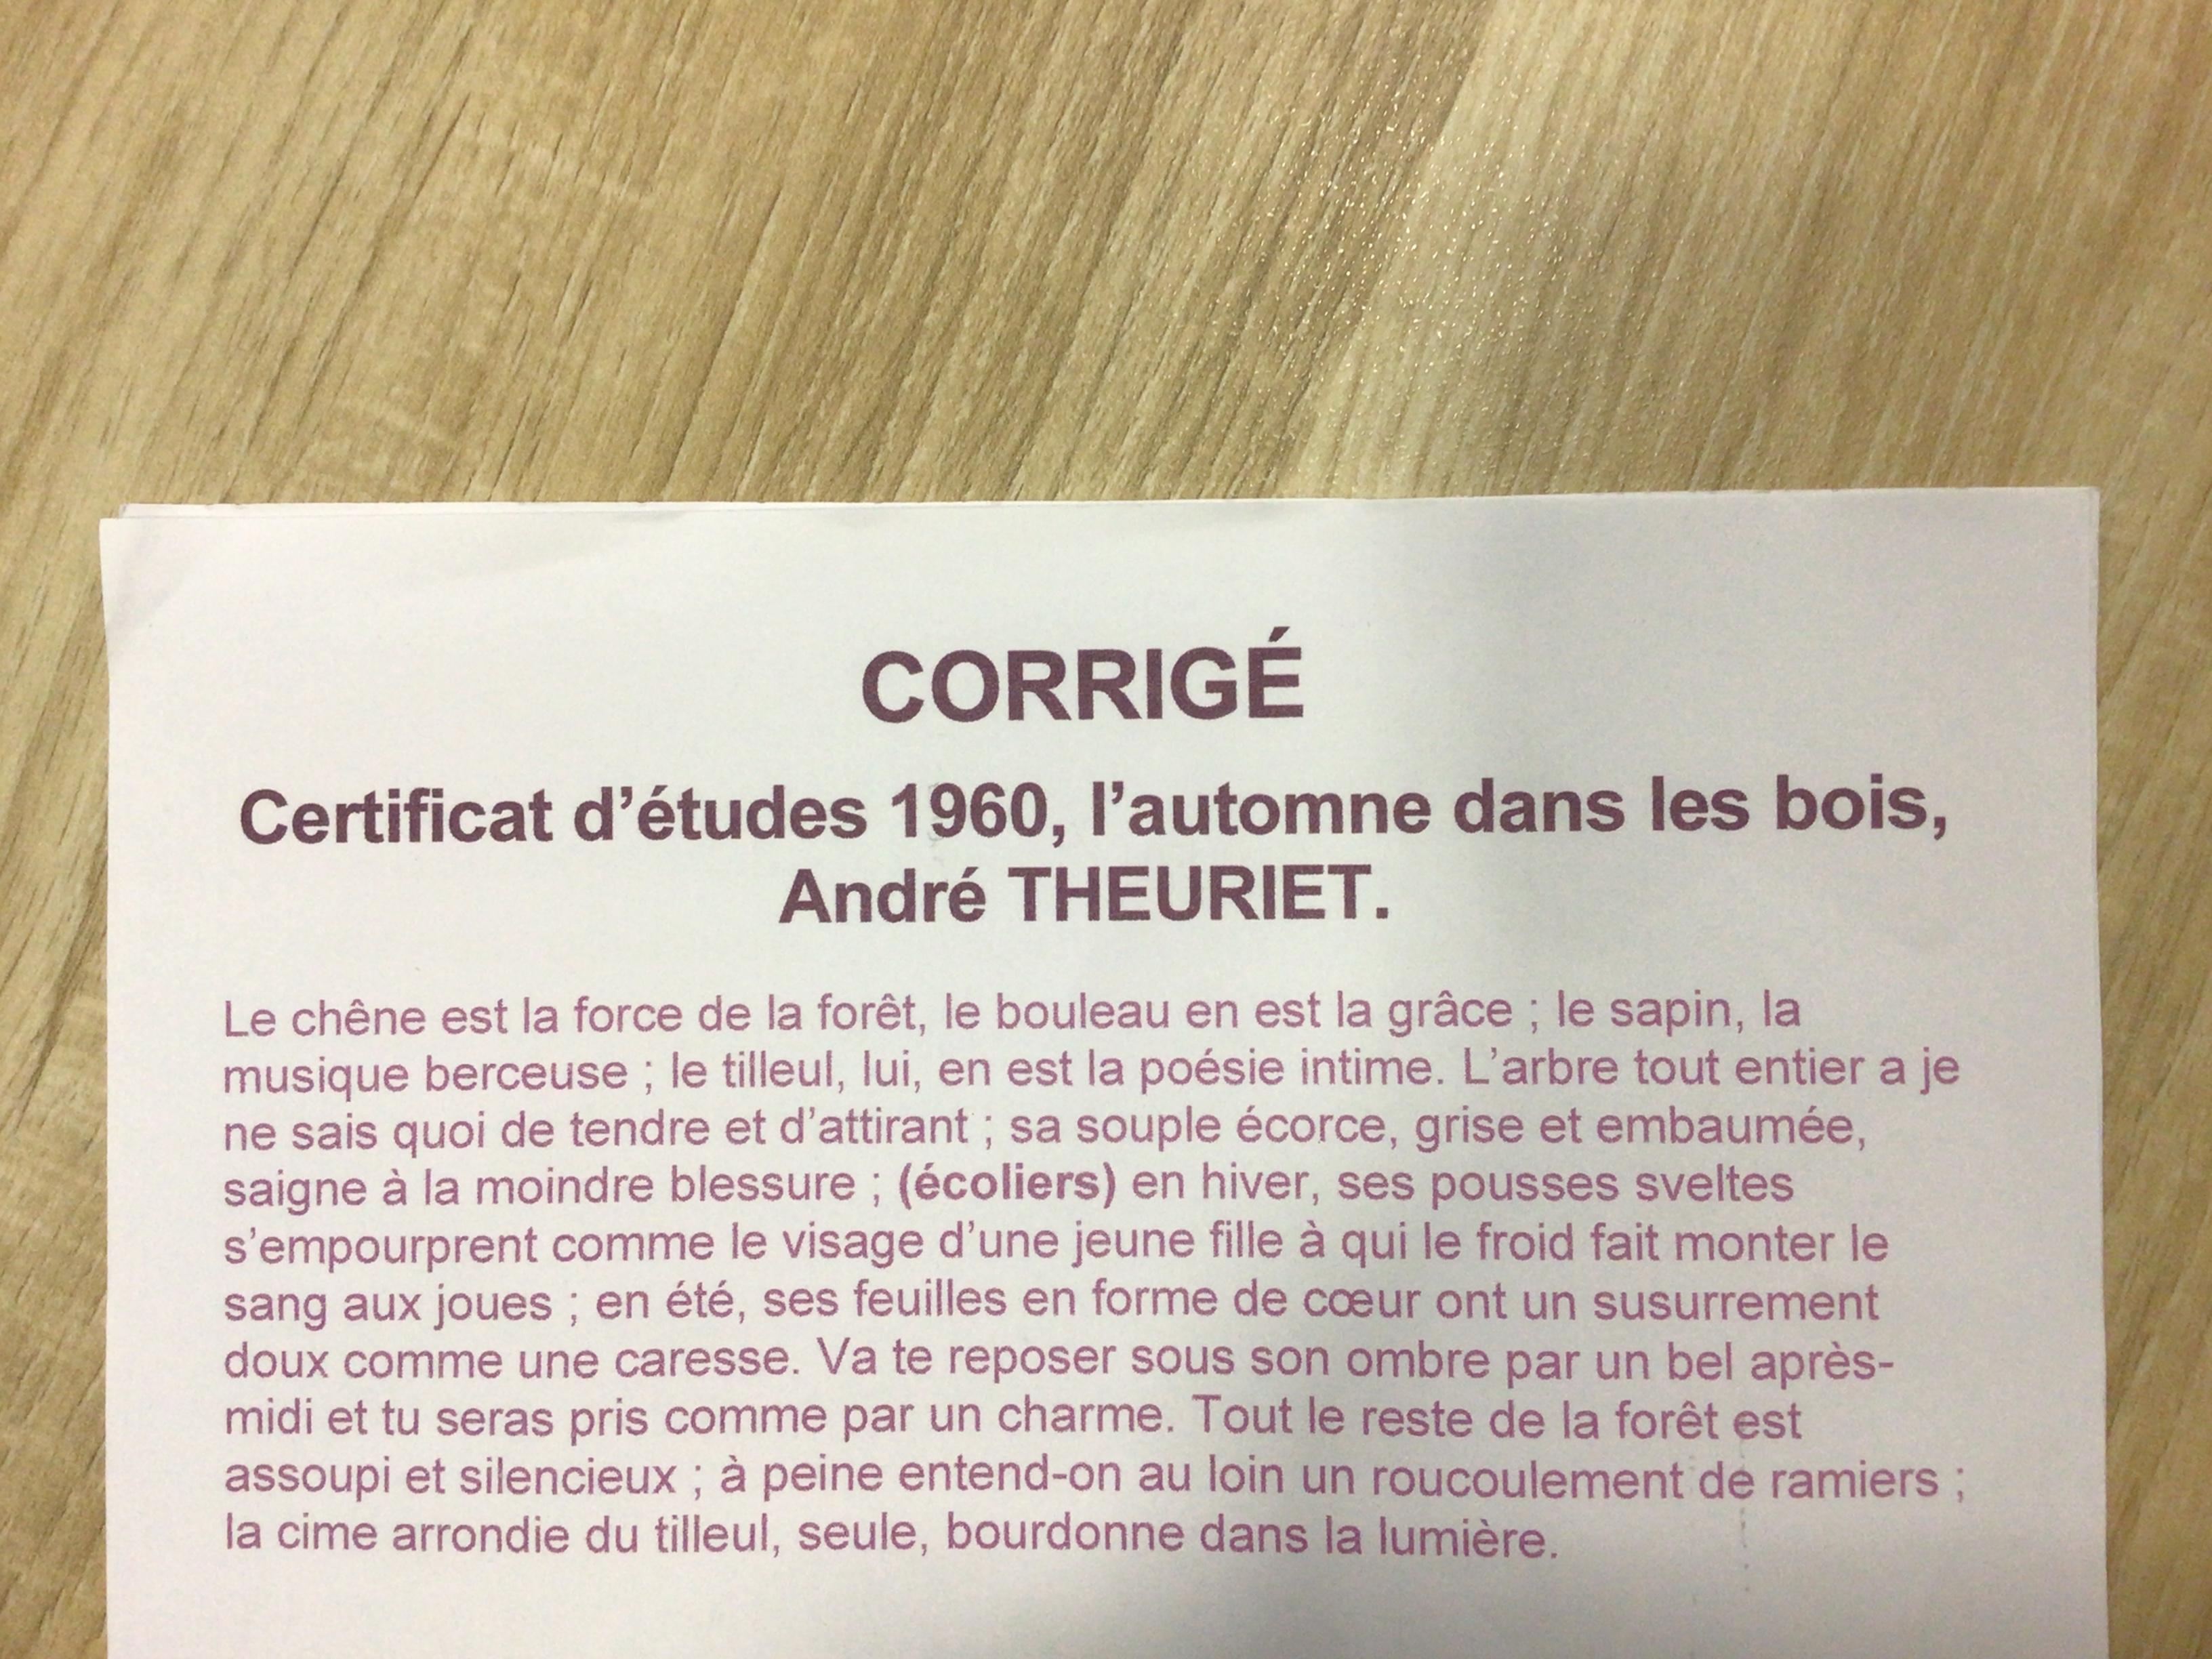 CORRIGÉ
Certificat d’études 1960, l’automne dans les bois,
André THEURIET.
Le chêne est la force de la forêt, le bouleau en est la grâce ; le sapin, la
musique berceuse ; le tilleul, lui, en est la poésie intime. L’arbre tout entier a je
ne sais quoi de tendre et d’attirant ; sa souple écorce, grise et embaumée,
saigne à la moindre blessure ; (écoliers) en hiver, ses pousses sveltes
s’empourprent comme le visage d’une jeune fille à qui le froid fait monter le
sang aux joues ; en été, ses feuilles en forme de cœur ont un susurrement
doux comme une caresse. Va te reposer sous son ombre par un bel après-
midi et tu seras pris comme par un charme. Tout le reste de la forêt est
assoupi et silencieux ; à peine entend-on au loin un roucoulement de ramiers ;
la cime arrondie du tilleul, seule, bourdonne dans la lumière.